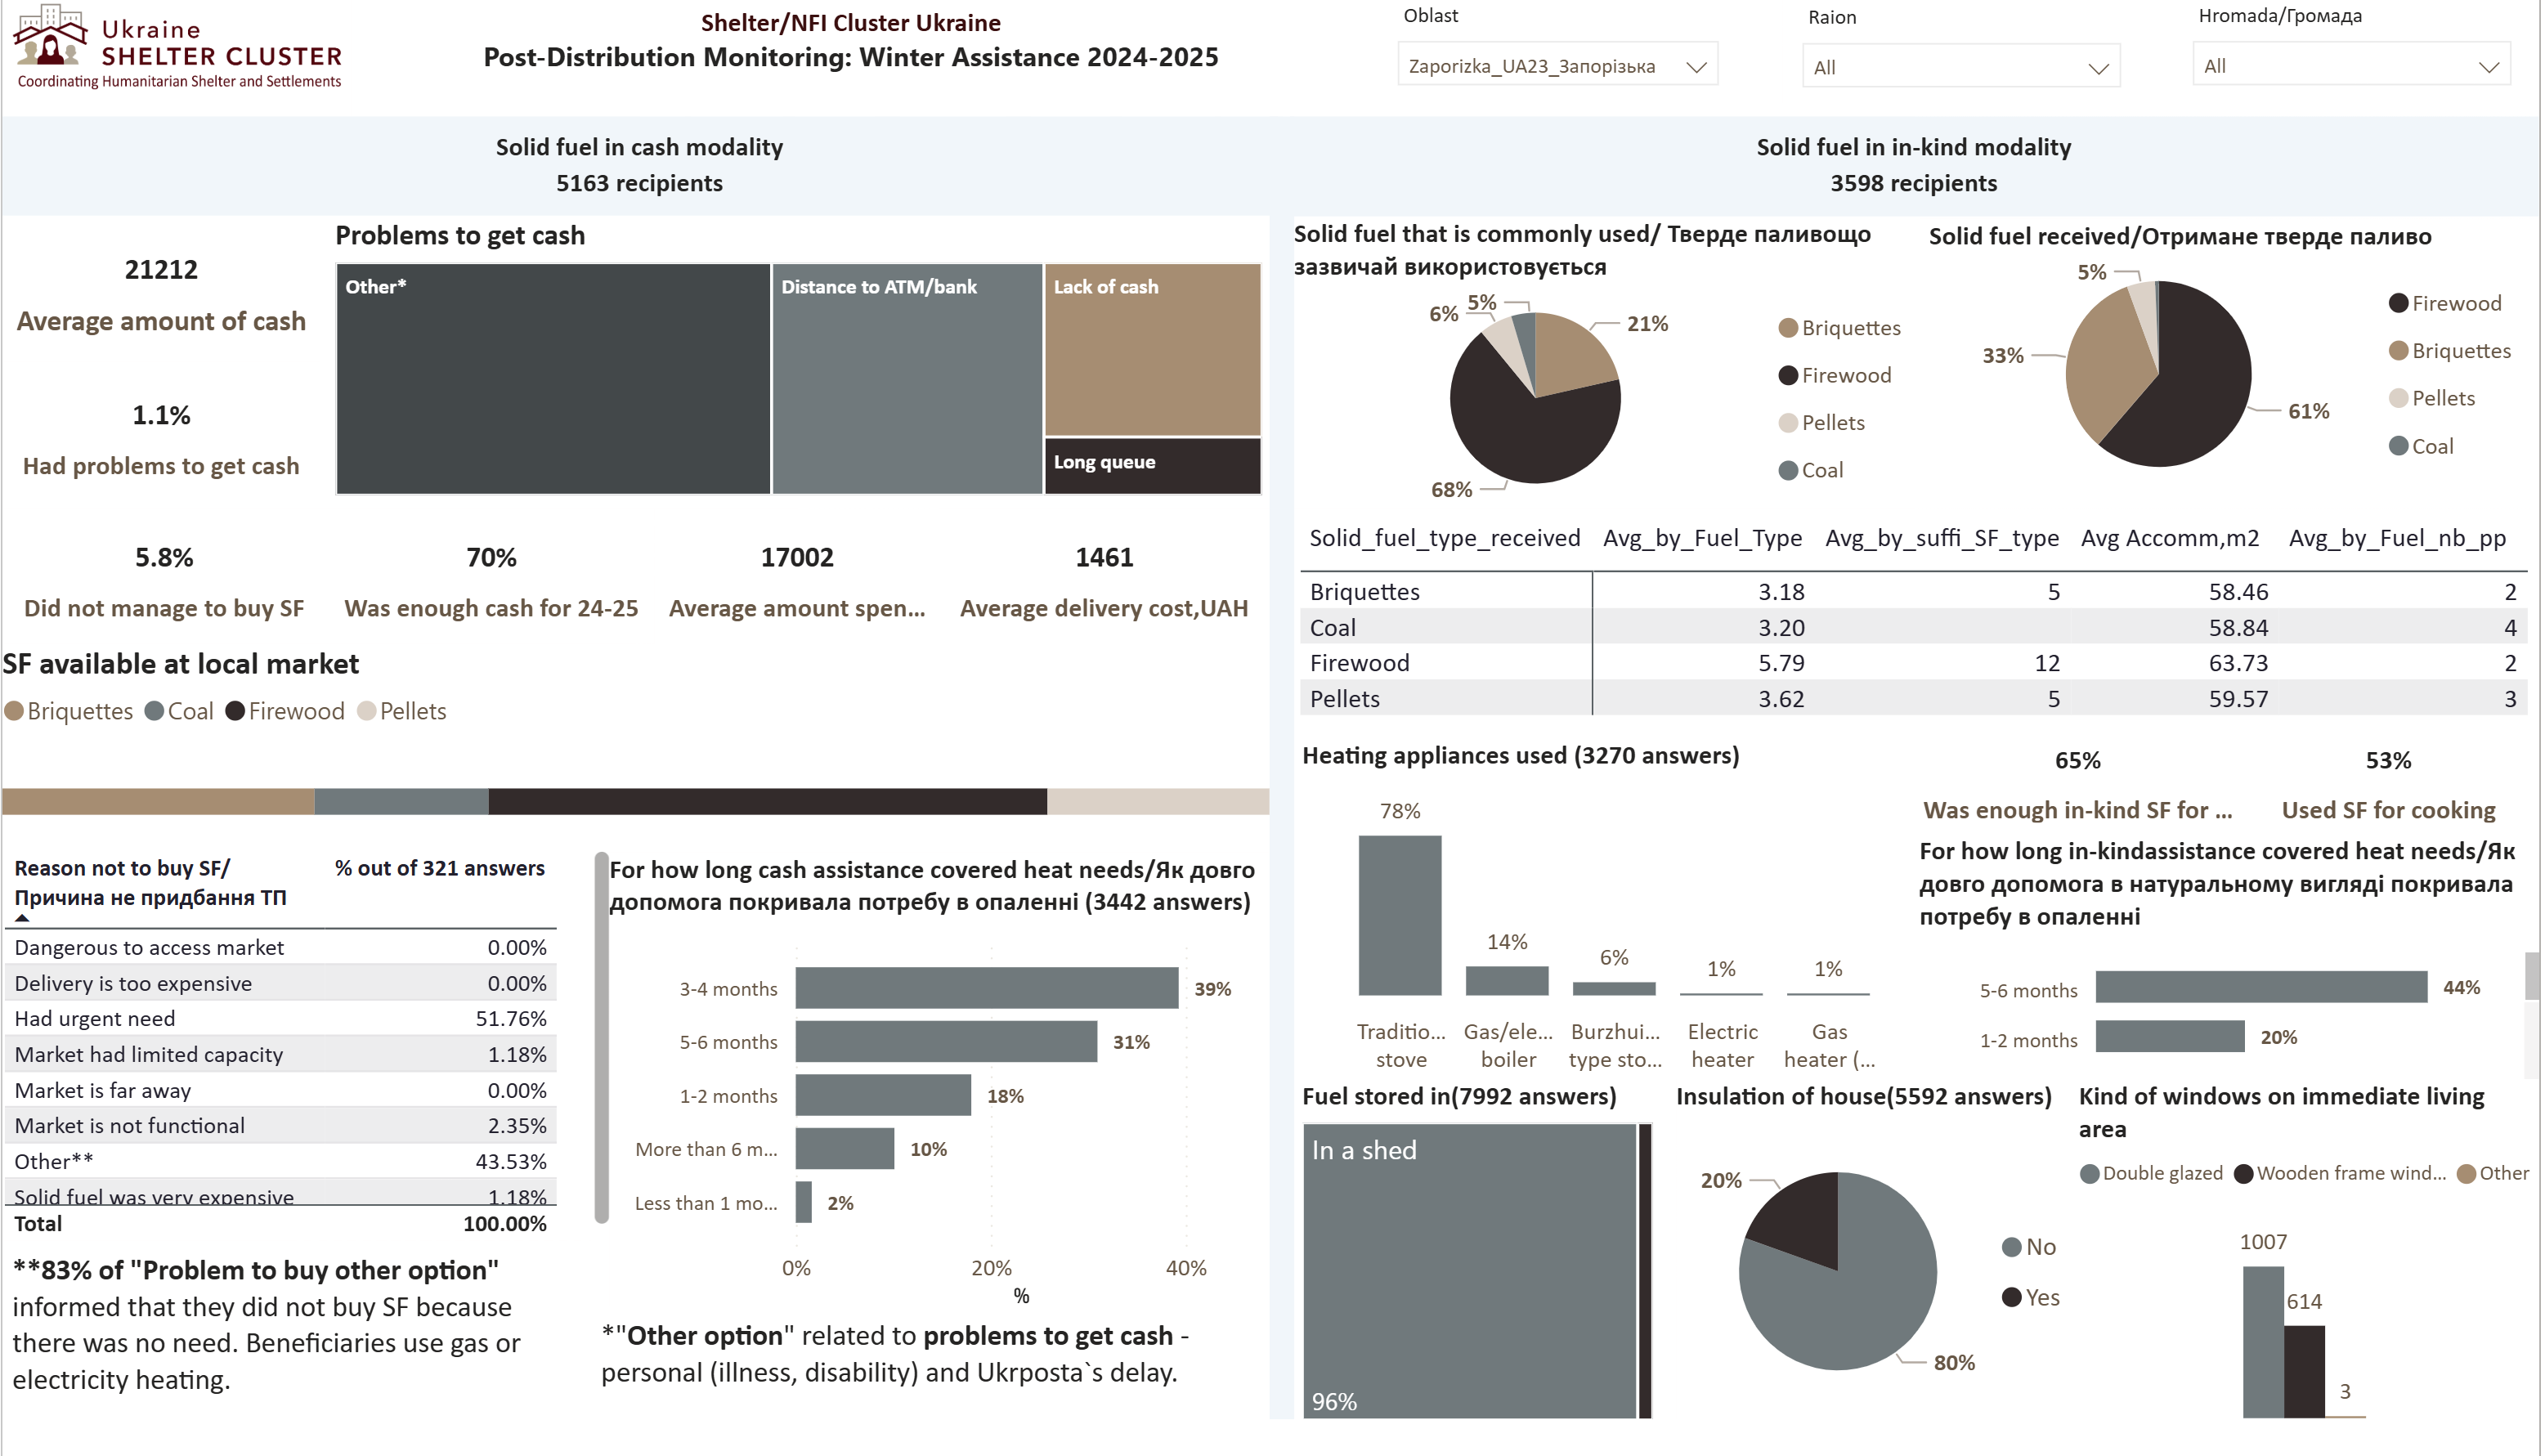 Ukraine
SHELTER CLUSTER
Coordinating Humanitarian Shelter and Settlements
Shelter/NFI Cluster Ukraine
Post-Distribution Monitoring: Winter Assistance 2024-2025
Oblast
Zaporizka_UA23_Запорізька
Raion
All
Hromada/Громада
All
Solid fuel in cash modality
5163 recipients
Solid fuel in in-kind modality
3598 recipients
21212
Average amount of cash
1.1%
Had problems to get cash
Problems to get cash
Other*
Distance to ATM/bank
Lack of cash
Long queue
5.8%
Did not manage to buy SF
70%
Was enough cash for 24-25
17002
Average amount spen...
1461
Average delivery cost,UAH
SF available at local market
Briquettes Coal Firewood Pellets
Reason not to buy SF/ % out of 321 answers
Причина не придбання ТП
Dangerous to access market 0.00%
Delivery is too expensive 0.00%
Had urgent need 51.76%
Market had limited capacity 1.18%
Market is far away 0.00%
Market is not functional 2.35%
Other** 43.53%
Solid fuel was very expensive 1.18%
Total 100.00%
**83% of "Problem to buy other option"
informed that they did not buy SF because
there was no need. Beneficiaries use gas or
electricity heating.
For how long cash assistance covered heat needs/Як довго
допомога покривала потребу в опаленні (3442 answers)
3-4 months 39%
5-6 months 31%
1-2 months 18%
More than 6 m... 10%
Less than 1 mo... 2%
0% 20% 40%
%
*"Other option" related to problems to get cash -
personal (illness, disability) and Ukrposta`s delay.
Solid fuel that is commonly used/ Тверде паливощо
зазвичай використовується
5%
6%
21%
68%
Briquettes
Firewood
Pellets
Coal
Solid fuel received/Отримане тверде паливо
5%
33%
61%
Firewood
Briquettes
Pellets
Coal
Solid_fuel_type_received Avg_by_Fuel_Type Avg_by_suffi_SF_type Avg Accomm,m2 Avg_by_Fuel_nb_pp
Briquettes 3.18 5 58.46 2
Coal 3.20 58.84 4
Firewood 5.79 12 63.73 2
Pellets 3.62 5 59.57 3
Heating appliances used (3270 answers)
78%
14%
6%
1%
1%
Traditio... Gas/ele... Burzhui... Electric Gas
stove boiler type sto... heater heater (...
65%
Was enough in-kind SF for ...
53%
Used SF for cooking
For how long in-kindassistance covered heat needs/Як
довго допомога в натуральному вигляді покривала
потребу в опаленні
5-6 months 44%
1-2 months 20%
Fuel stored in(7992 answers)
In a shed
96%
Insulation of house(5592 answers)
20%
80%
No
Yes
Kind of windows on immediate living
area
Double glazed Wooden frame wind... Other
1007
614
3